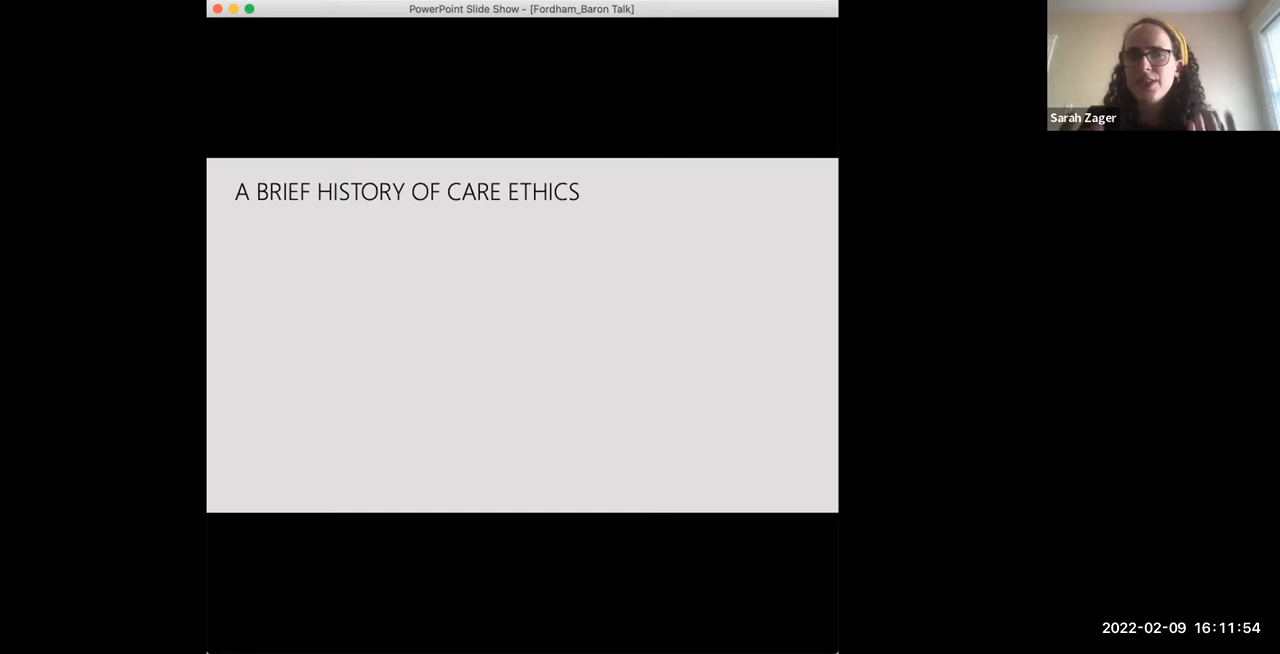 PowerPoint Slide Show - [Fordham_Baron Talk]
A BRIEF HISTORY OF CARE ETHICS
Sarah Zager
2022-02-09 16:11:54